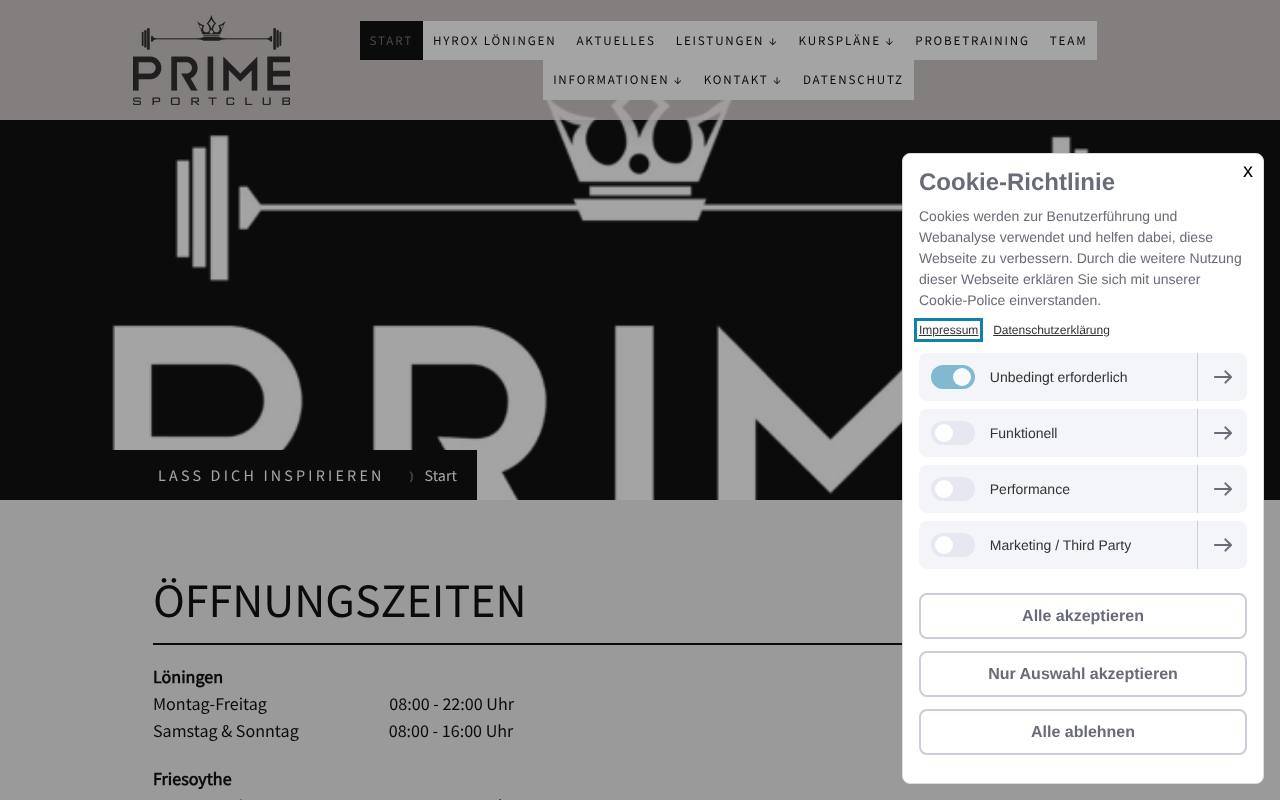 PRIME
SPORTCLUB
START HYROX LÖNINGEN AKTUELLES LEISTUNGEN ↓ KURSPLÄNE ↓ PROBETRAINING TEAM
INFORMATIONEN ↓ KONTAKT ↓ DATENSCHUTZ
LASS DICH INSPIRIEREN ) Start
ÖFFNUNGSZEITEN
Löningen
Montag-Freitag 08:00 - 22:00 Uhr
Samstag & Sonntag 08:00 - 16:00 Uhr
Friesoythe
x
Cookie-Richtlinie
Cookies werden zur Benutzerführung und
Webanalyse verwendet und helfen dabei, diese
Webseite zu verbessern. Durch die weitere Nutzung
dieser Webseite erklären Sie sich mit unserer
Cookie-Police einverstanden.
Impressum Datenschutzerklärung
Unbedingt erforderlich
Funktionell
Performance
Marketing / Third Party
Alle akzeptieren
Nur Auswahl akzeptieren
Alle ablehnen